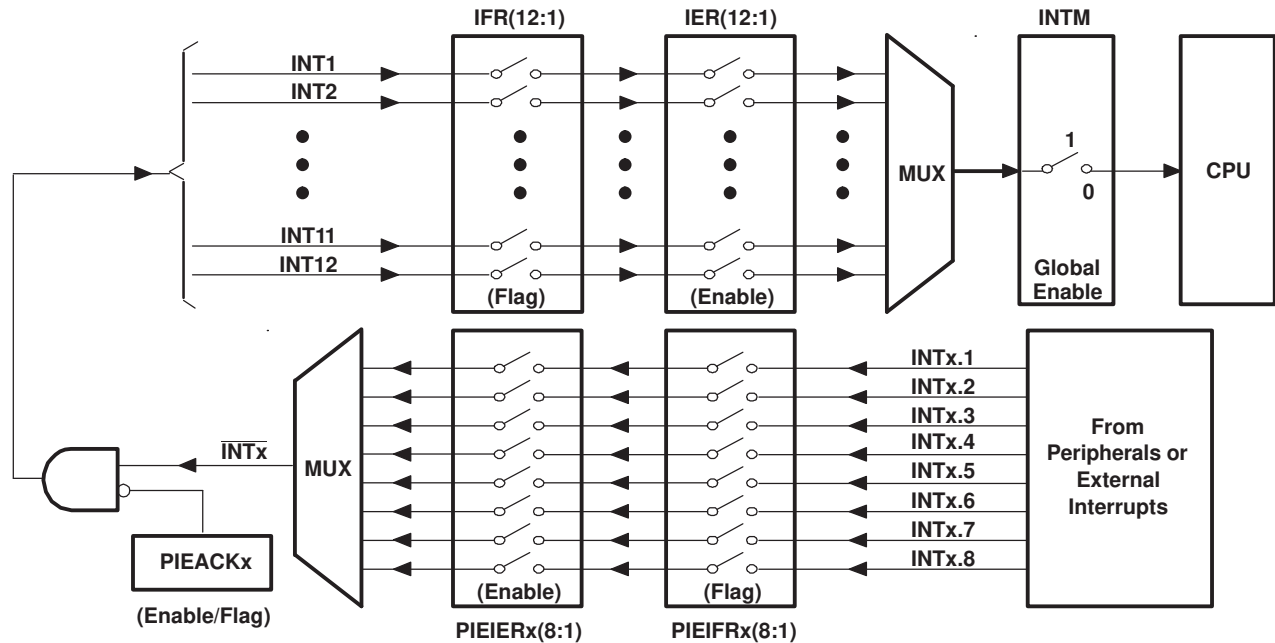 IFR(12:1)
IER(12:1)
INTM
INT1
INT2
INT11
INT12
(Flag)
(Enable)
MUX
1
0
Global
Enable
CPU
INTx
MUX
PIEACKx
(Enable/Flag)
(Enable)
PIEIERx(8:1)
(Flag)
PIEIFRx(8:1)
INTx.1
INTx.2
INTx.3
INTx.4
INTx.5
INTx.6
INTx.7
INTx.8
From
Peripherals or
External
Interrupts